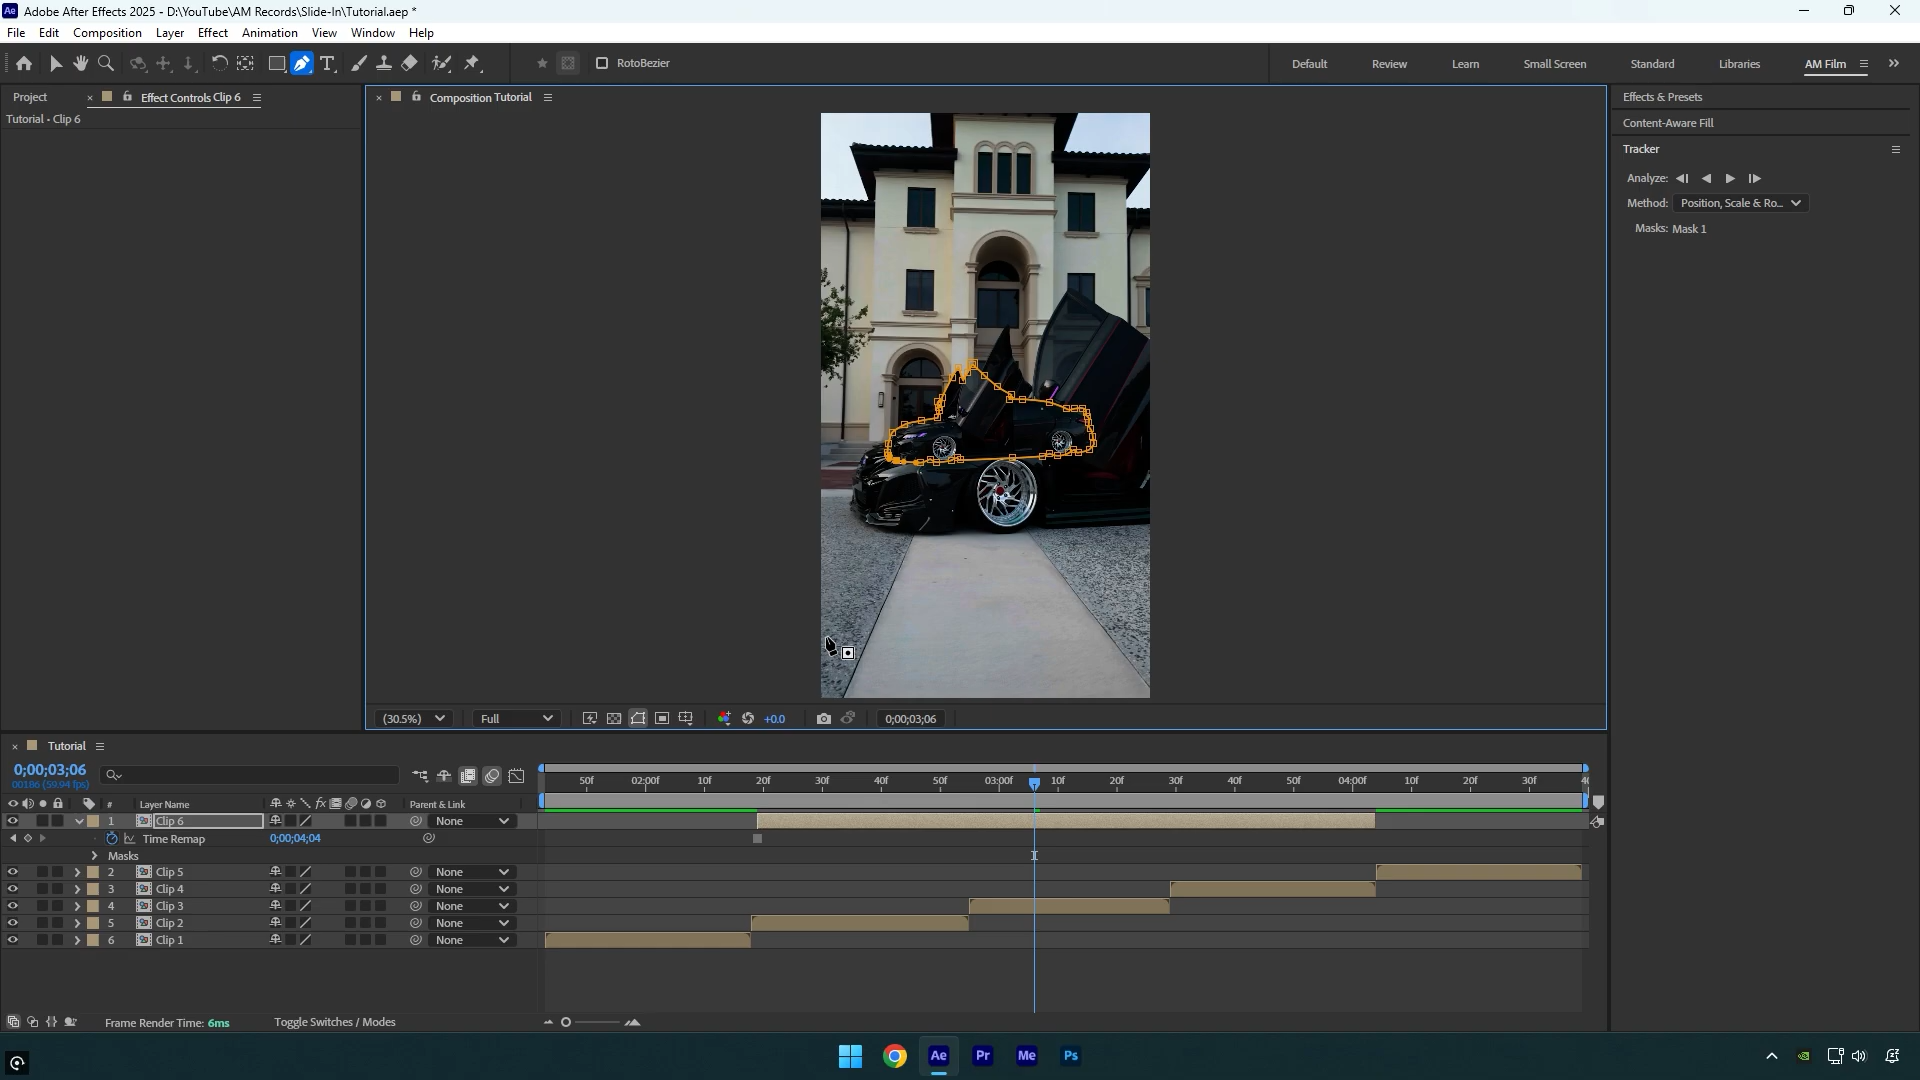 Ae Adobe After Effects 2025 - D:\YouTube\AM Records\Slide-In\Tutorial.aep *
File Edit Composition Layer Effect Animation View Window Help
RotoBezier
Default Review Learn Small Screen Standard Libraries AM Film
Project
Effect Controls Clip 6
Tutorial • Clip 6
Composition Tutorial
Effects & Presets
Content-Aware Fill
Tracker
Analyze:
Method: Position, Scale & Ro...
Masks: Mask 1
(30.5%) Full +0.0 0;00;03;06
Tutorial
0;00;03;06
00186 (59.94 fps)
50f 02:00f 10f 20f 30f 40f 50f 03:00f 10f 20f 30f 40f 50f 04:00f 10f 20f 30f
# Layer Name fx Parent & Link
1 Clip 6 None
Time Remap 0;00;04;04
Masks
2 Clip 5 None
3 Clip 4 None
4 Clip 3 None
5 Clip 2 None
6 Clip 1 None
Frame Render Time: 6ms Toggle Switches / Modes
Ae Pr Me Ps